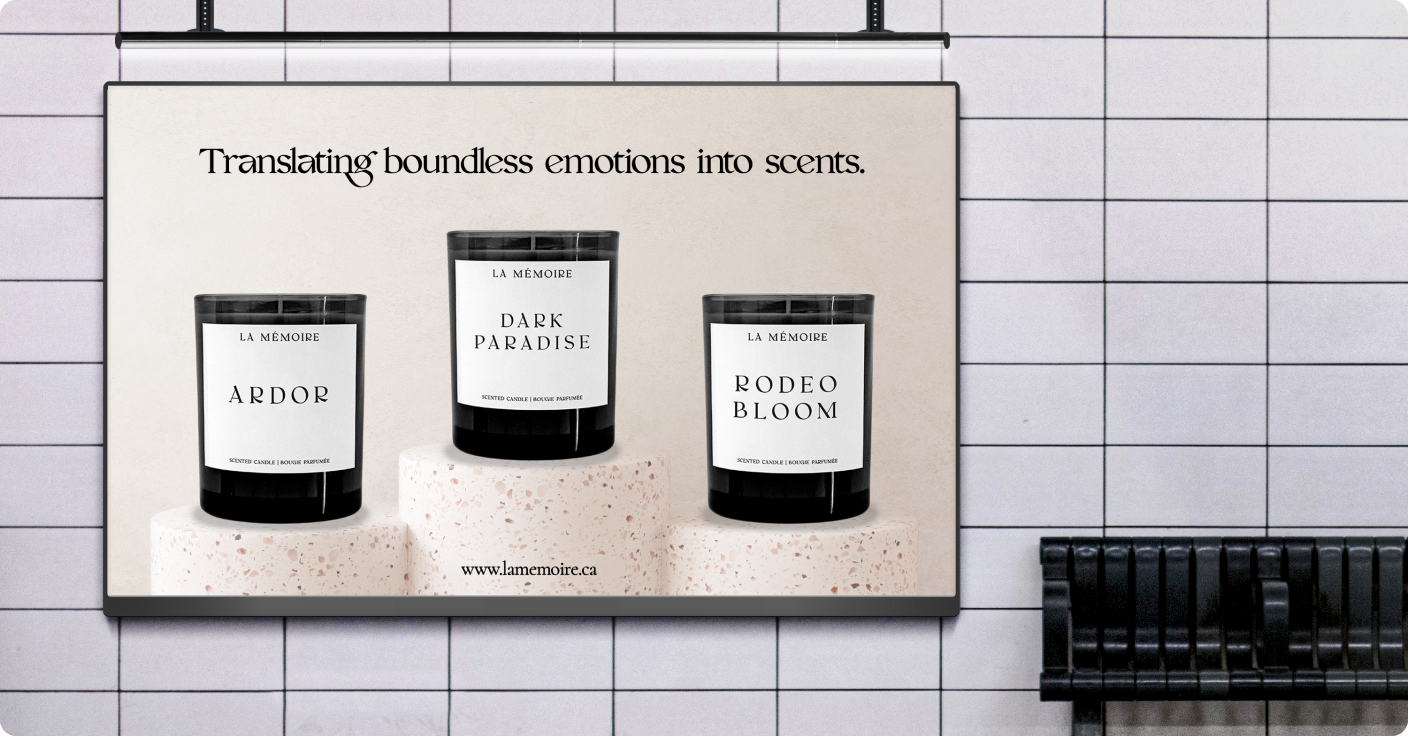 Translating boundless emotions into scents.
LA MÉMOIRE
ARDOR
SCENTED CANDLE | BOUGIE PARFUMÉE
LA MÉMOIRE
DARK
PARADISE
SCENTED CANDLE | BOUGIE PARFUMÉE
LA MÉMOIRE
RODEO
BLOOM
SCENTED CANDLE | BOUGIE PARFUMÉE
www.lamemoire.ca